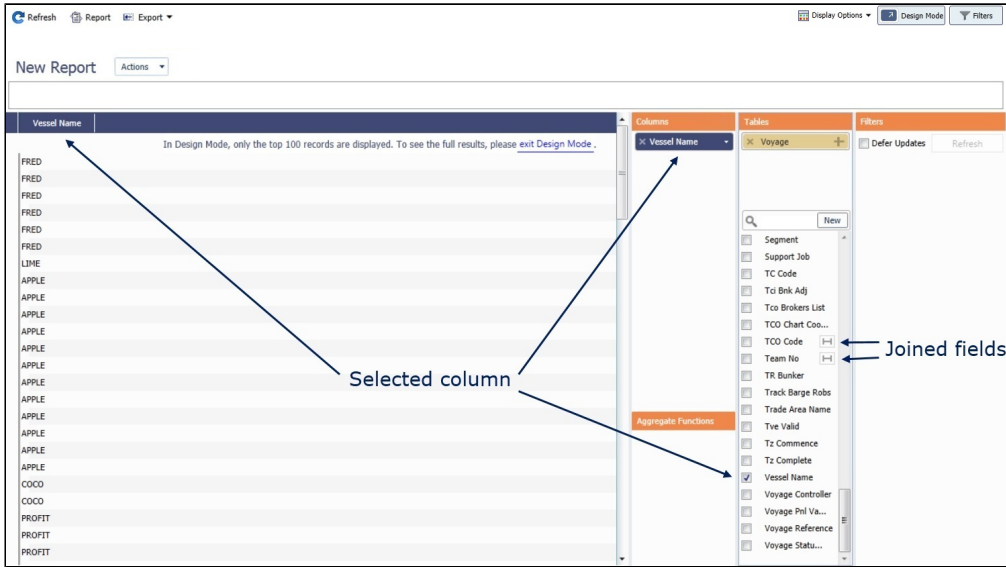 Refresh Report Export Display Options Design Mode Filters
New Report Actions
Vessel Name
In Design Mode, only the top 100 records are displayed. To see the full results, please exit Design Mode .
FRED
FRED
FRED
FRED
FRED
FRED
LIME
APPLE
APPLE
APPLE
APPLE
APPLE
APPLE
APPLE
APPLE
APPLE
APPLE
APPLE
APPLE
COCO
COCO
PROFIT
PROFIT
PROFIT
Selected column
Columns
Vessel Name
Aggregate Functions
Tables
Voyage
New
Segment
Support Job
TC Code
Tci Bnk Adj
Tco Brokers List
TCO Chart Coo...
TCO Code
Team No
TR Bunker
Track Barge Robs
Trade Area Name
Tve Valid
Tz Commence
Tz Complete
Vessel Name
Voyage Controller
Voyage Pnl Va...
Voyage Reference
Voyage Statu...
Filters
Defer Updates Refresh
Joined fields